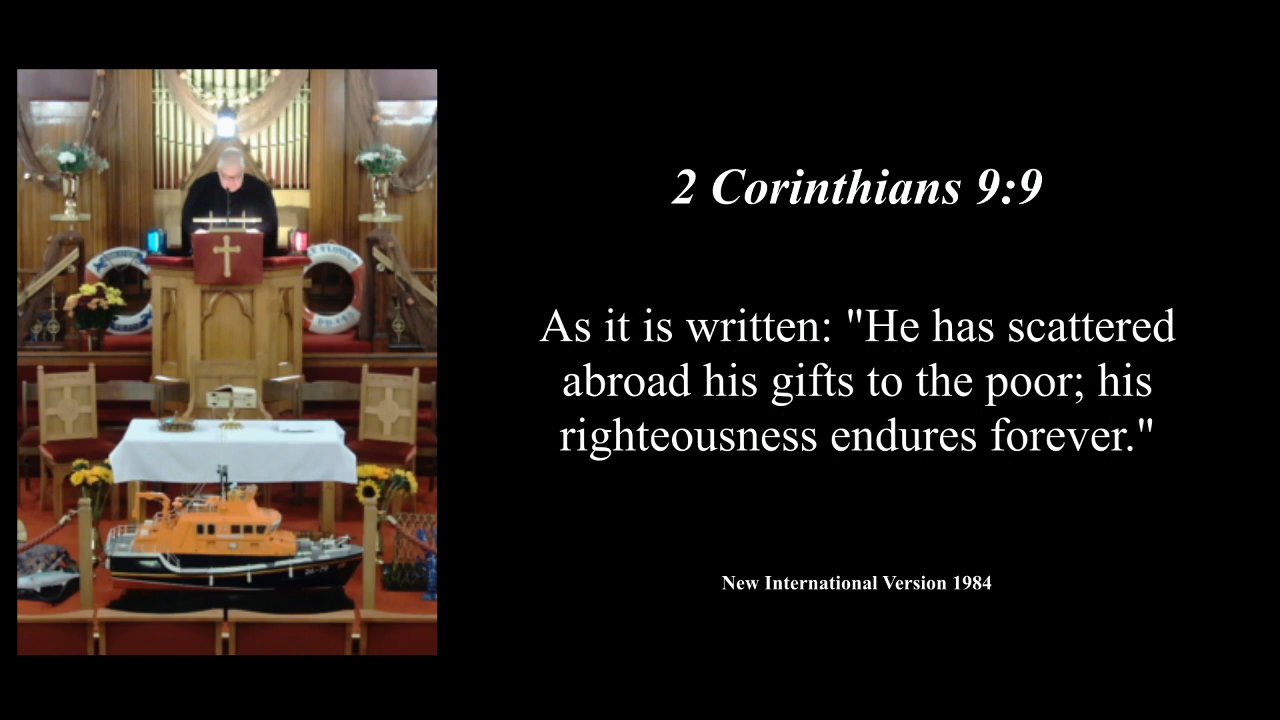 2 Corinthians 9:9
As it is written: "He has scattered
abroad his gifts to the poor; his
righteousness endures forever."
New International Version 1984